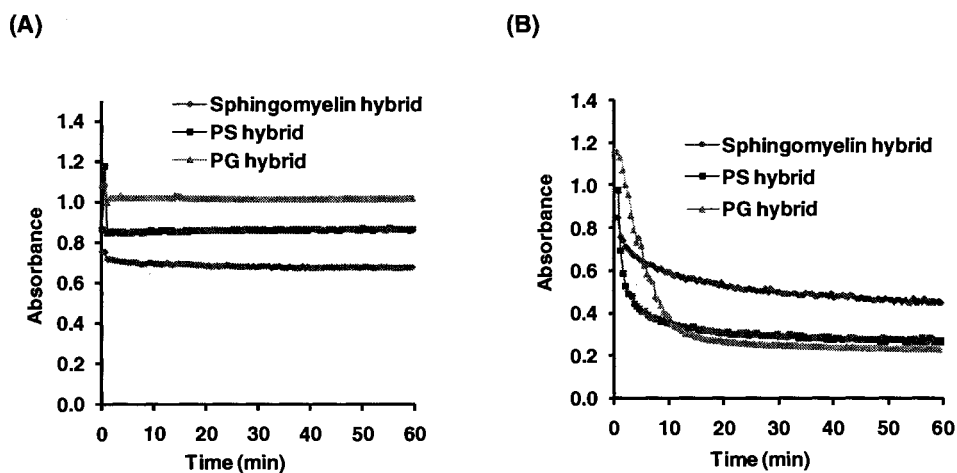 (A)
(B)
Sphingomyelin hybrid
PS hybrid
PG hybrid
1.4
1.2
1.0
0.8
0.6
0.4
0.2
0.0
Absorbance
0 10 20 30 40 50 60
Time (min)
Sphingomyelin hybrid
PS hybrid
PG hybrid
1.4
1.2
1.0
0.8
0.6
0.4
0.2
0.0
Absorbance
0 10 20 30 40 50 60
Time (min)